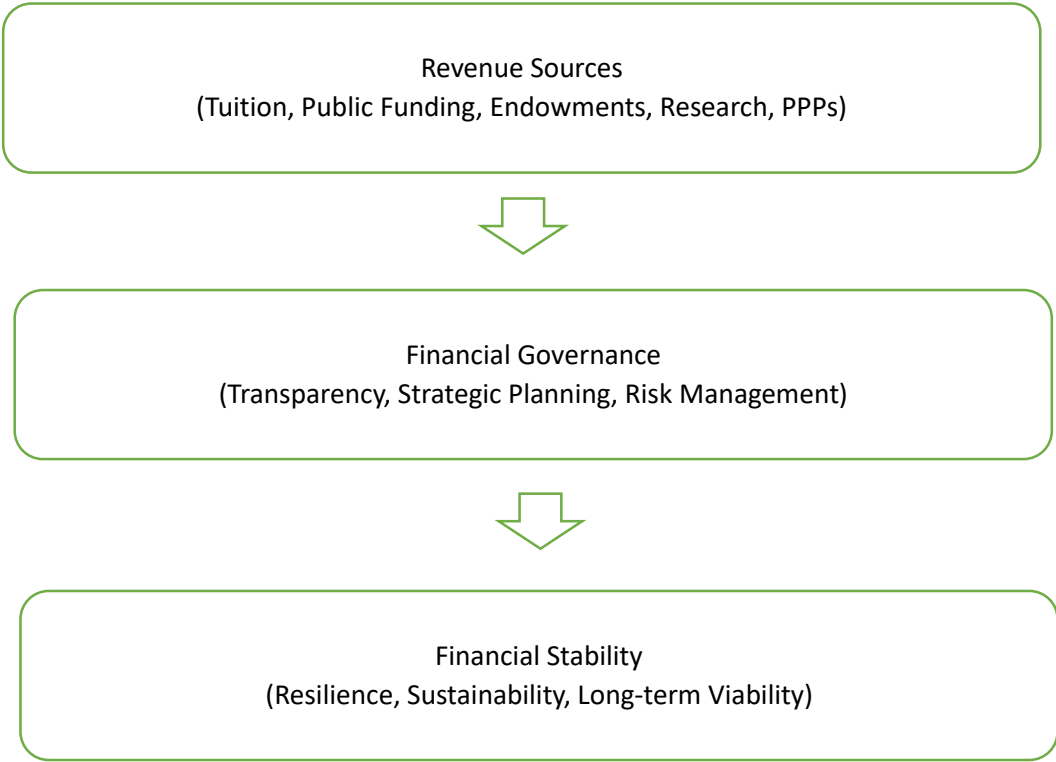 Revenue Sources
(Tuition, Public Funding, Endowments, Research, PPPs)
Financial Governance
(Transparency, Strategic Planning, Risk Management)
Financial Stability
(Resilience, Sustainability, Long-term Viability)